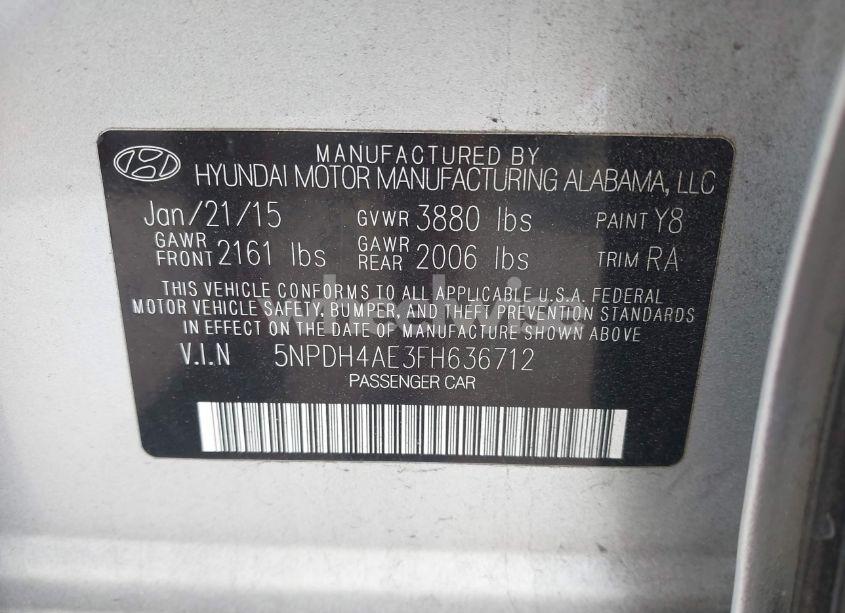 MANUFACTURED BY
HYUNDAI MOTOR MANUFACTURING ALABAMA, LLC
Jan/21/15 GVWR 3880 lbs PAINT Y8
GAWR FRONT 2161 lbs GAWR REAR 2006 lbs TRIM RA
THIS VEHICLE CONFORMS TO ALL APPLICABLE U.S.A. FEDERAL
MOTOR VEHICLE SAFETY, BUMPER, AND THEFT PREVENTION STANDARDS
IN EFFECT ON THE DATE OF MANUFACTURE SHOWN ABOVE
V.I.N 5NPDH4AE3FH636712
PASSENGER CAR